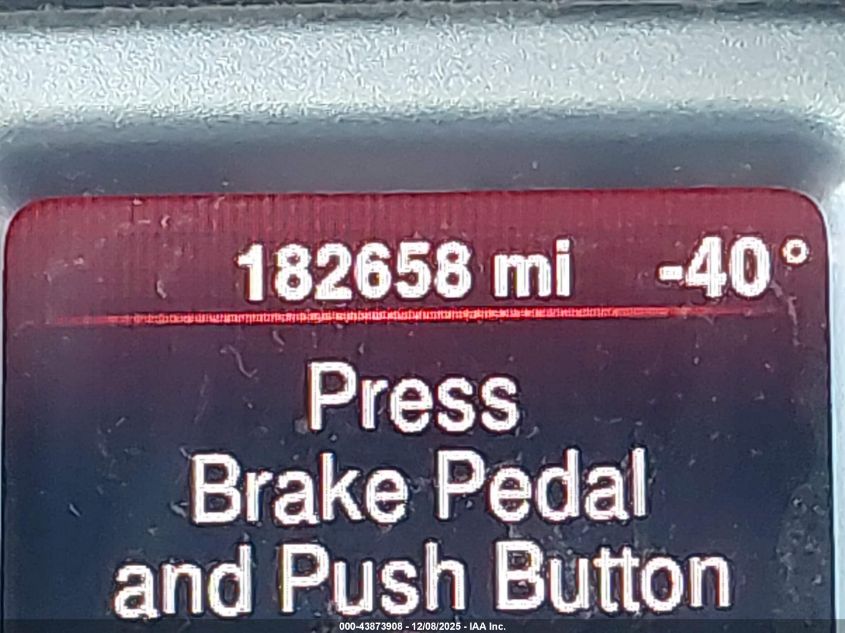 182658 mi -40°
Press
Brake Pedal
and Push Button
000-43873908 - 12/08/2025 - IAA Inc.